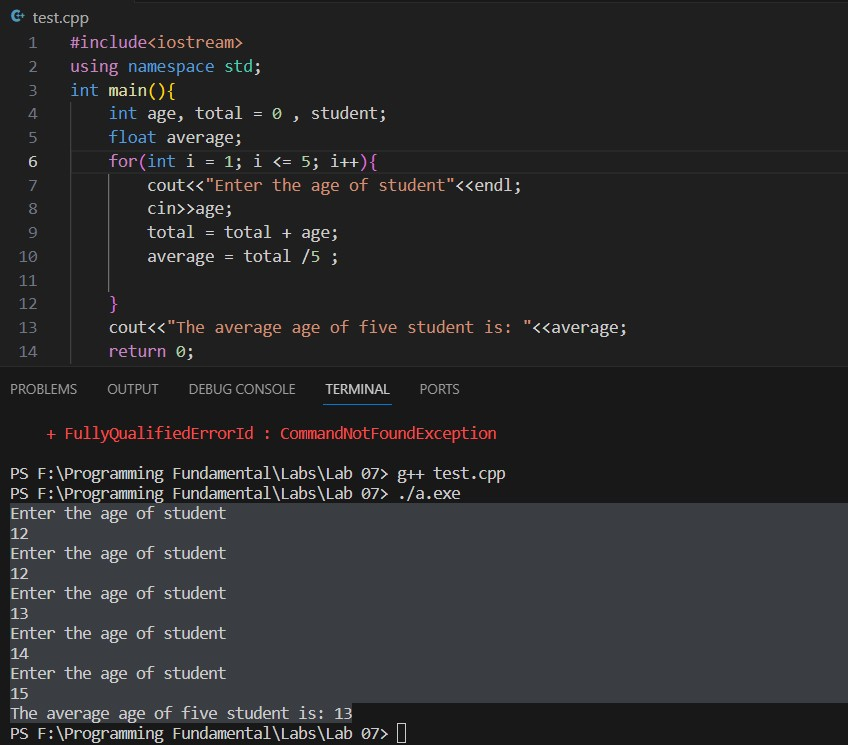 test.cpp
1 #include<iostream>
2 using namespace std;
3 int main(){
4 int age, total = 0 , student;
5 float average;
6 for(int i = 1; i <= 5; i++){
7 cout<<"Enter the age of student"<<endl;
8 cin>>age;
9 total = total + age;
10 average = total /5 ;
11
12 }
13 cout<<"The average age of five student is: "<<average;
14 return 0;
PROBLEMS OUTPUT DEBUG CONSOLE TERMINAL PORTS
+ FullyQualifiedErrorId : CommandNotFoundException
PS F:\Programming Fundamental\Labs\Lab 07> g++ test.cpp
PS F:\Programming Fundamental\Labs\Lab 07> ./a.exe
Enter the age of student
12
Enter the age of student
12
Enter the age of student
13
Enter the age of student
14
Enter the age of student
15
The average age of five student is: 13
PS F:\Programming Fundamental\Labs\Lab 07>